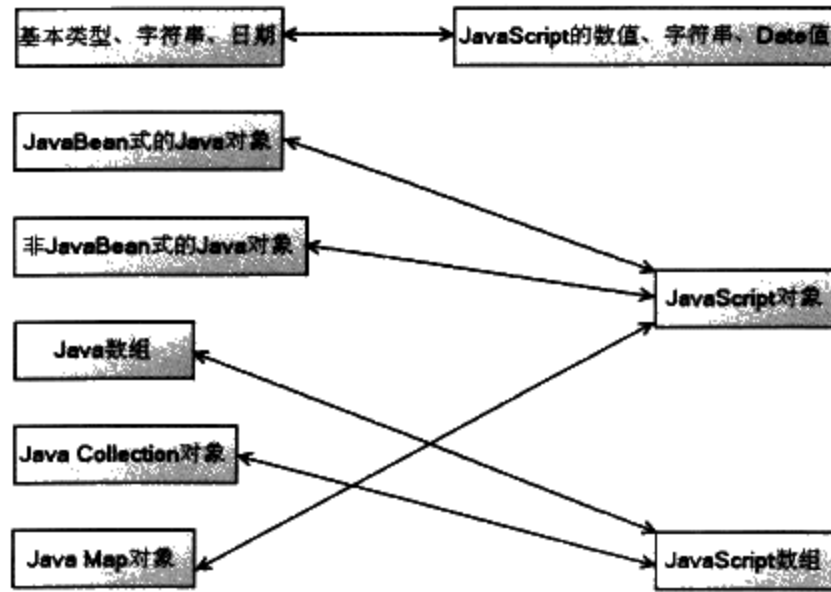 基本类型、字符串、日期
JavaScript的数值、字符串、Date值
JavaBean式的Java对象
非JavaBean式的Java对象
JavaScript对象
Java数组
Java Collection对象
Java Map对象
JavaScript数组